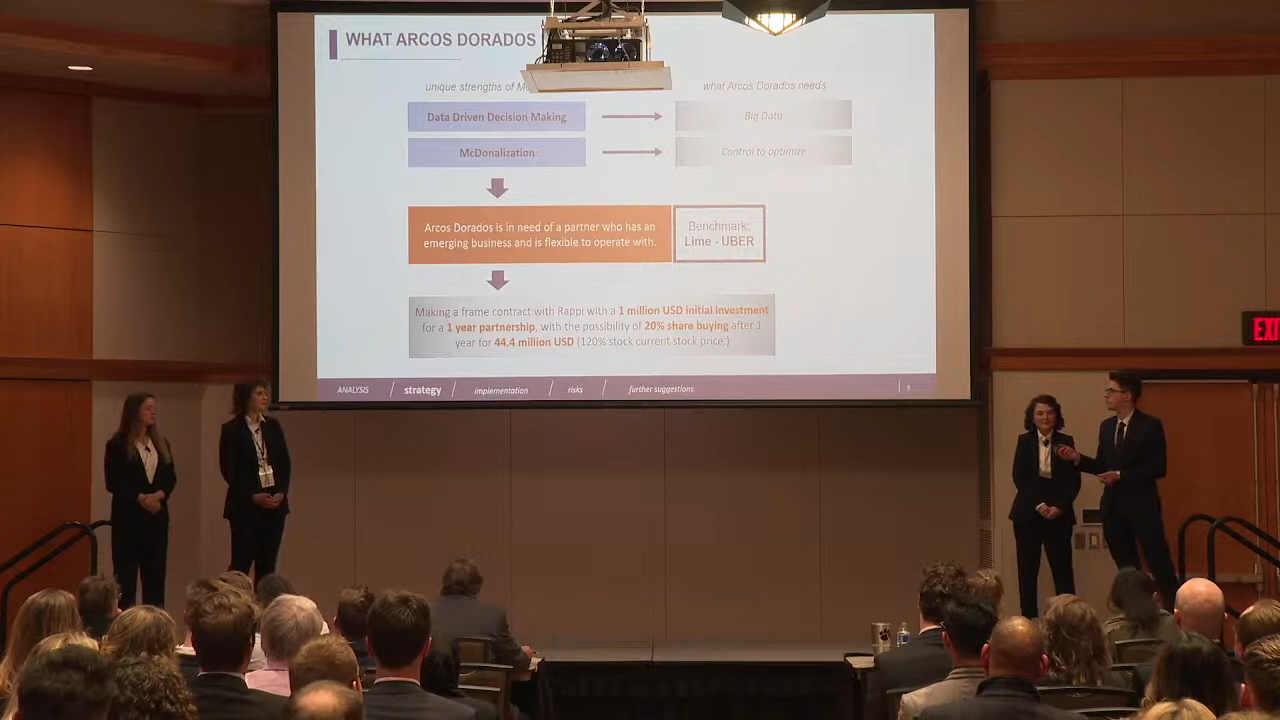 WHAT ARCOS DORADOS
unique strengths of
what Arcos Dorados needs
Data Driven Decision Making
Big Data
McDonalization
Control to optimize
Arcos Dorados is in need of a partner who has an
emerging business and is flexible to operate with.
Benchmark:
Lime - UBER
Making a frame contract with Rappi with a 1 million USD initial investment
for a 1 year partnership, with the possibility of 20% share buying after 1
year for 44.4 million USD (120% stock current stock price.)
ANALYSIS / strategy / implementation / risks / further suggestions
9